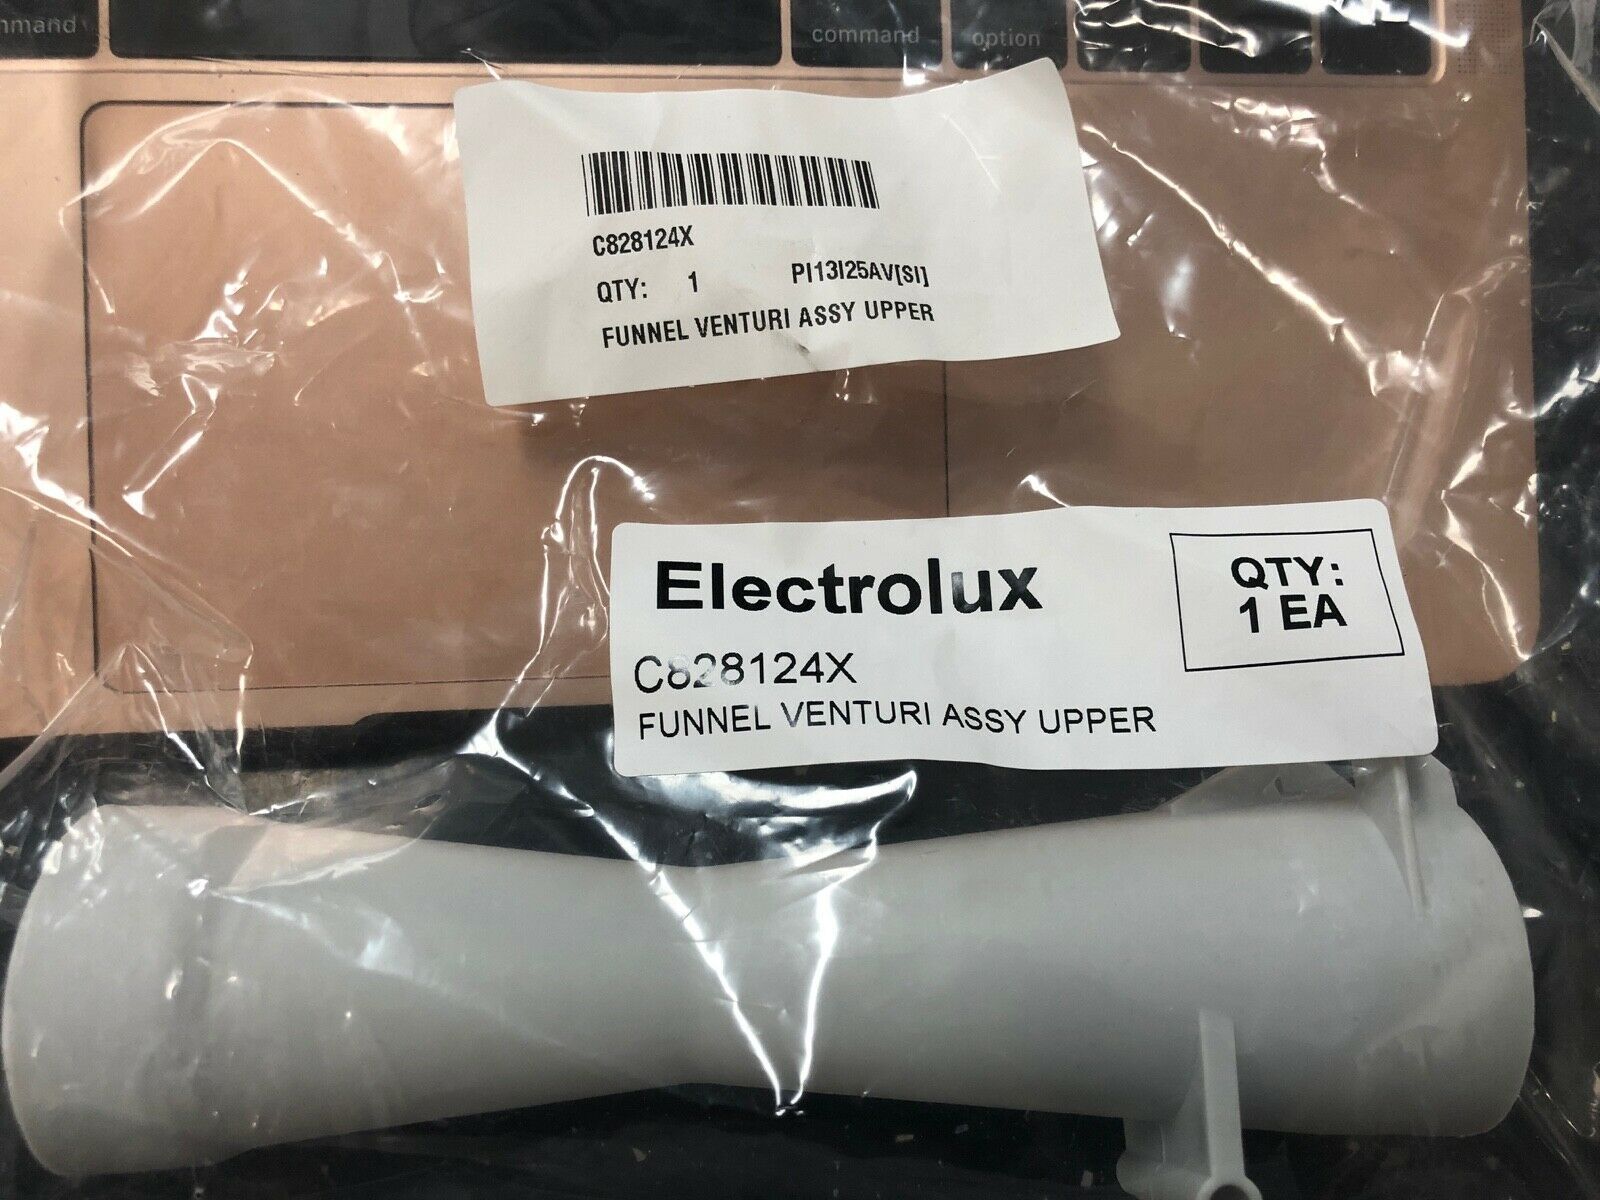 mmand
command
option
C828124X
QTY: 1 PI13I25AV[SI]
FUNNEL VENTURI ASSY UPPER
Electrolux
QTY:
1 EA
C828124X
FUNNEL VENTURI ASSY UPPER